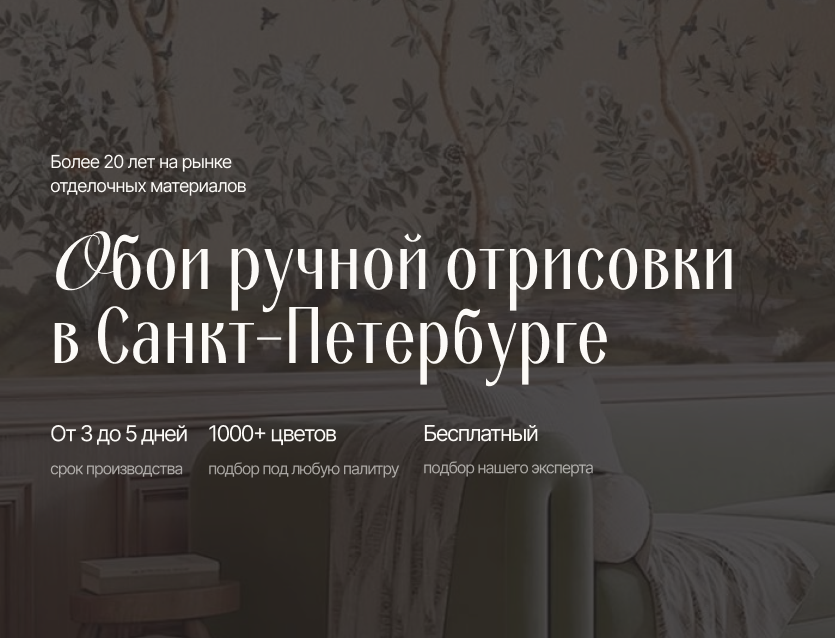 Более 20 лет на рынке
отделочных материалов
Обои ручной отрисовки
в Санкт-Петербурге
От 3 до 5 дней
срок производства
1000+ цветов
подбор под любую палитру
Бесплатный
подбор нашего эксперта